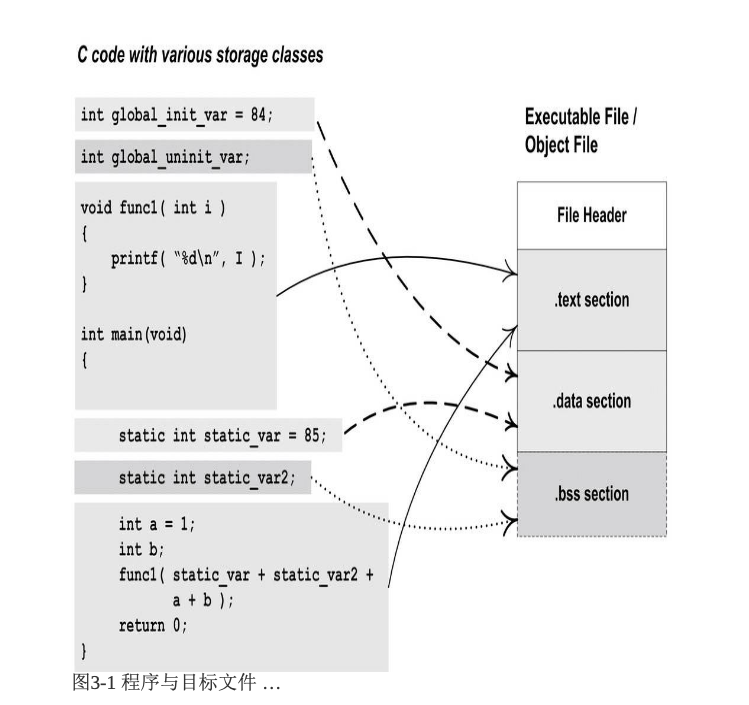 C code with various storage classes
int global_init_var = 84;
int global_uninit_var;
void func1( int i )
{
printf( “%d\n”, I );
}
int main(void)
{
static int static_var = 85;
static int static_var2;
int a = 1;
int b;
func1( static_var + static_var2 +
a + b );
return 0;
}
Executable File /
Object File
File Header
.text section
.data section
.bss section
图3-1 程序与目标文件 …